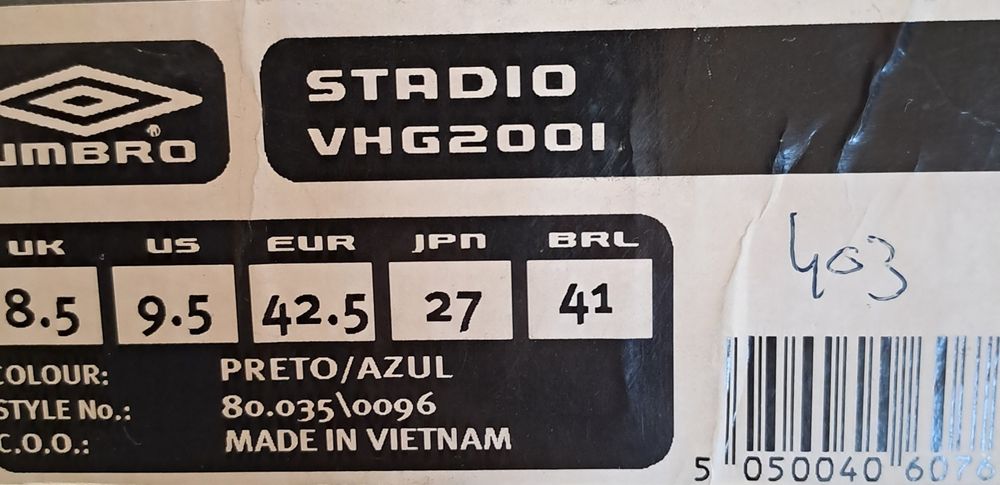 UMBRO®
STADIO
VHG2001
UK US EUR JPN BRL
8.5 9.5 42.5 27 41
COLOUR: PRETO/AZUL
STYLE No.: 80.035\0096
C.O.O.: MADE IN VIETNAM
403
5 050040 6076